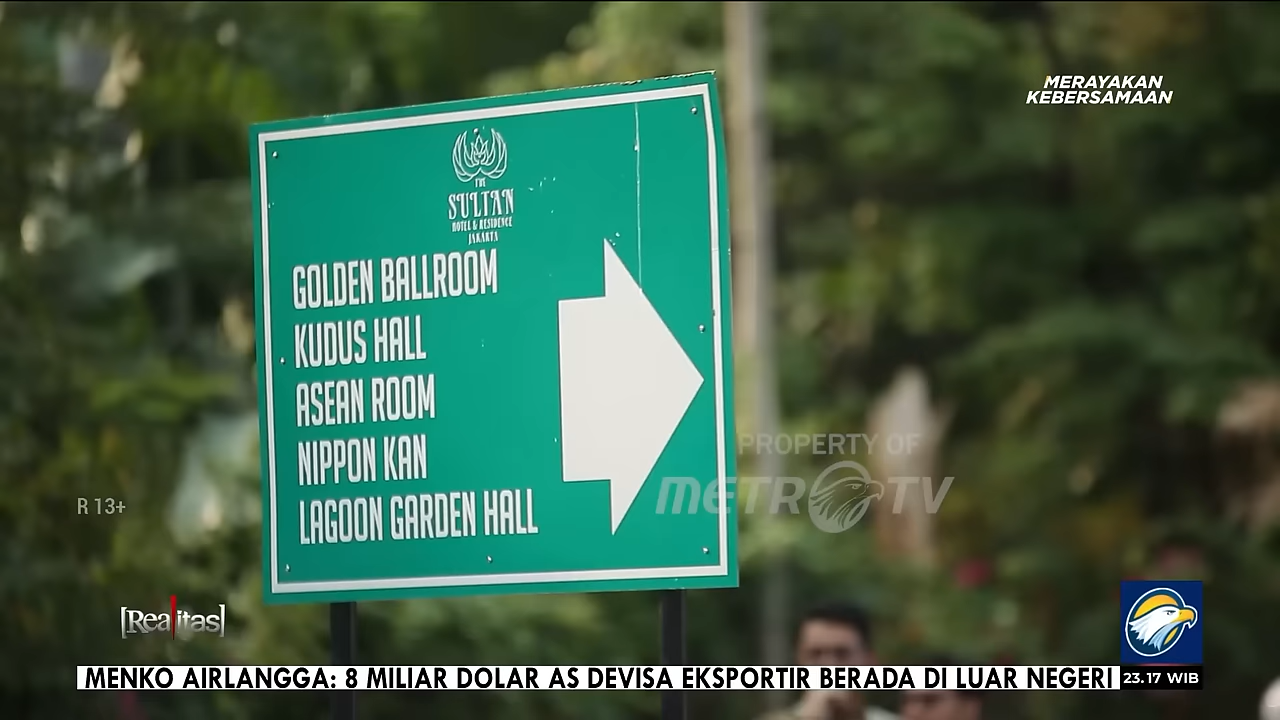 MERAYAKAN
KEBERSAMAAN
THE
SULTAN
HOTEL & RESIDENCE
JAKARTA
GOLDEN BALLROOM
KUDUS HALL
ASEAN ROOM
NIPPON KAN
LAGOON GARDEN HALL
PROPERTY OF
METRO TV
R 13+
[Realitas]
MENKO AIRLANGGA: 8 MILIAR DOLAR AS DEVISA EKSPORTIR BERADA DI LUAR NEGERI
23.17 WIB